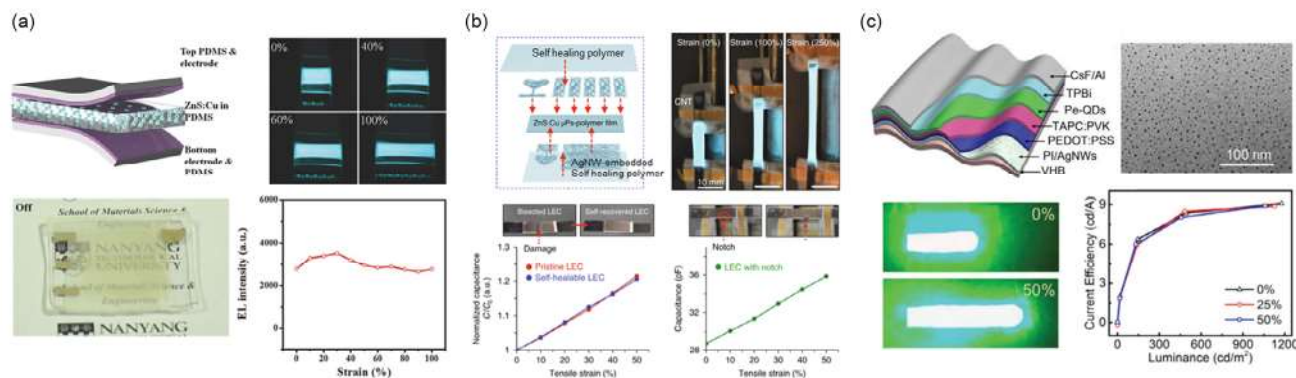 (a)
Top PDMS &
electrode
ZnS:Cu in
PDMS
Bottom
electrode &
PDMS
0%
40%
60%
100%
Off
School of Materials Science &
Engineering
NANYANG
TECHNOLOGICAL
UNIVERSITY
School of Materials Science &
Engineering
NANYANG
EL intensity (a.u.)
6000
4000
2000
0
0 20 40 60 80 100
Strain (%)
(b)
Self healing polymer
ZnS:Cu μPs-polymer film
AgNW-embedded
Self healing polymer
Strain (0%)
Strain (100%)
Strain (250%)
CNT
10 mm
Bisected LEC
Self-recovered LEC
Damage
Notch
Normalized capacitance
C/C0 (a.u.)
1.3
1.2
1.1
1
Pristine LEC
Self-healable LEC
0 10 20 30 40 50
Tensile strain (%)
Capacitance (pF)
36
32
28
LEC with notch
0 10 20 30 40 50
Tensile strain (%)
(c)
CsF/Al
TPBi
Pe-QDs
TAPC:PVK
PEDOT:PSS
PI/AgNWs
VHB
100 nm
0%
50%
Current Efficiency (cd/A)
9
6
3
0
0%
25%
50%
0 300 600 900 1200
Luminance (cd/m²)